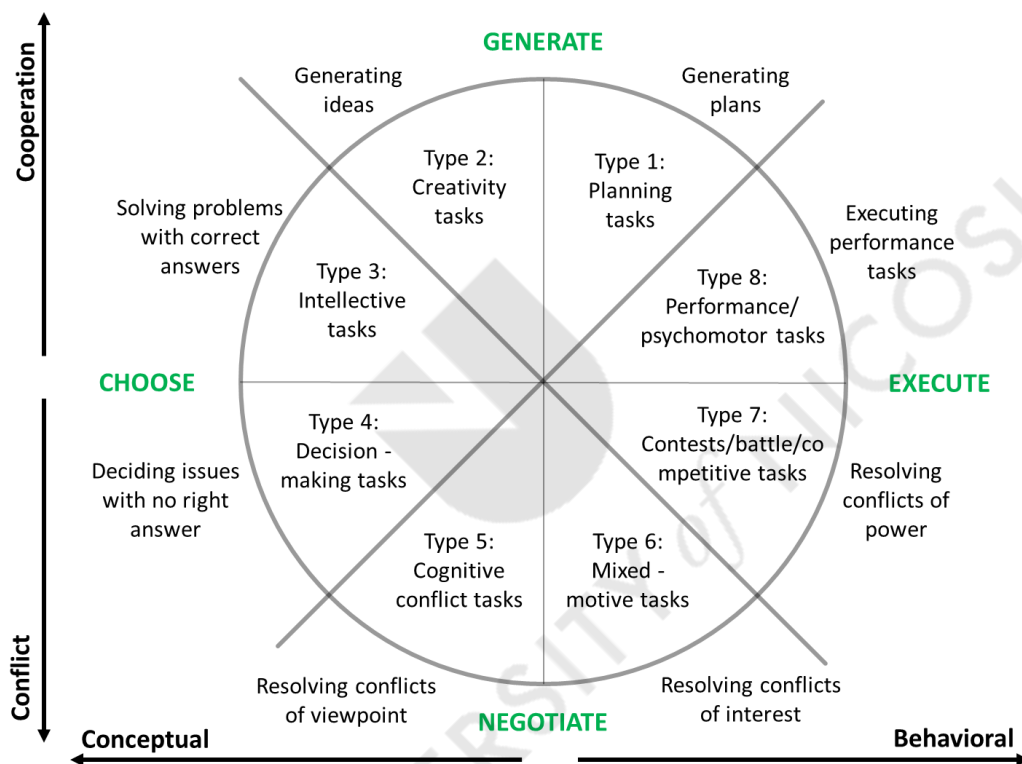 GENERATE
Cooperation
Generating
ideas
Generating
plans
Type 2:
Creativity
tasks
Type 1:
Planning
tasks
Solving problems
with correct
answers
Executing
performance
tasks
Type 3:
Intellective
tasks
Type 8:
Performance/
psychomotor tasks
CHOOSE
EXECUTE
Type 4:
Decision -
making tasks
Type 7:
Contests/battle/co
mpetitive tasks
Deciding issues
with no right
answer
Resolving
conflicts of
power
Type 5:
Cognitive
conflict tasks
Type 6:
Mixed -
motive tasks
Conflict
Resolving conflicts
of viewpoint
Resolving conflicts
of interest
NEGOTIATE
Conceptual
Behavioral
ERSITY of NICOSI